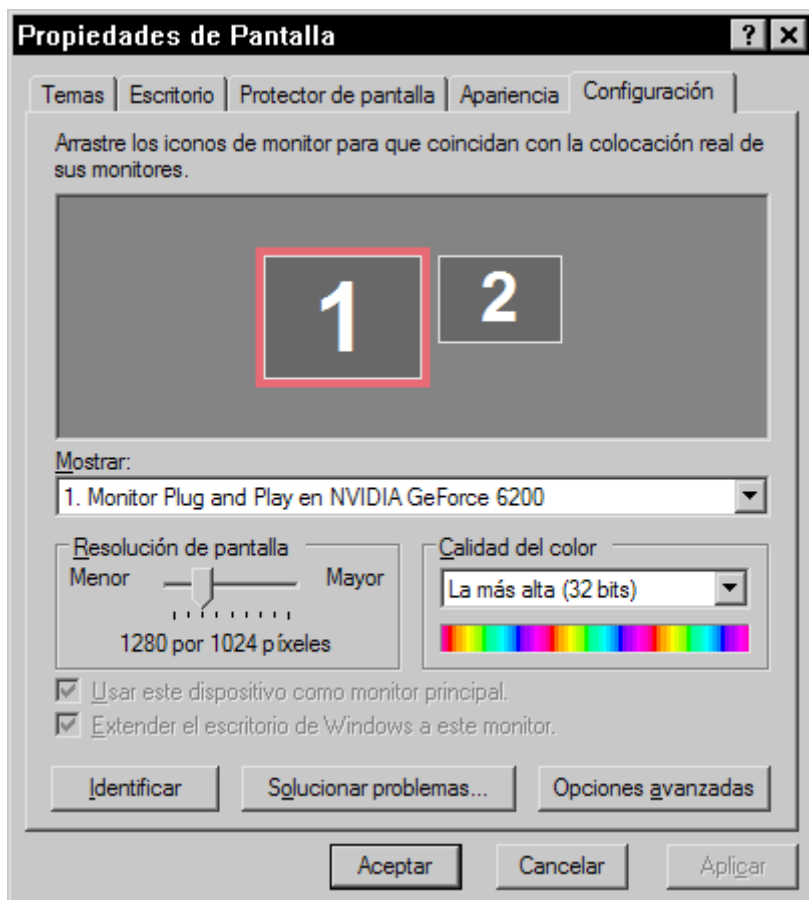 Propiedades de Pantalla
Temas Escritorio Protector de pantalla Apariencia Configuración
Arrastre los iconos de monitor para que coincidan con la colocación real de
sus monitores.
1 2
Mostrar:
1. Monitor Plug and Play en NVIDIA GeForce 6200
Resolución de pantalla
Menor Mayor
1280 por 1024 píxeles
Calidad del color
La más alta (32 bits)
Usar este dispositivo como monitor principal.
Extender el escritorio de Windows a este monitor.
Identificar Solucionar problemas... Opciones avanzadas
Aceptar Cancelar Aplicar